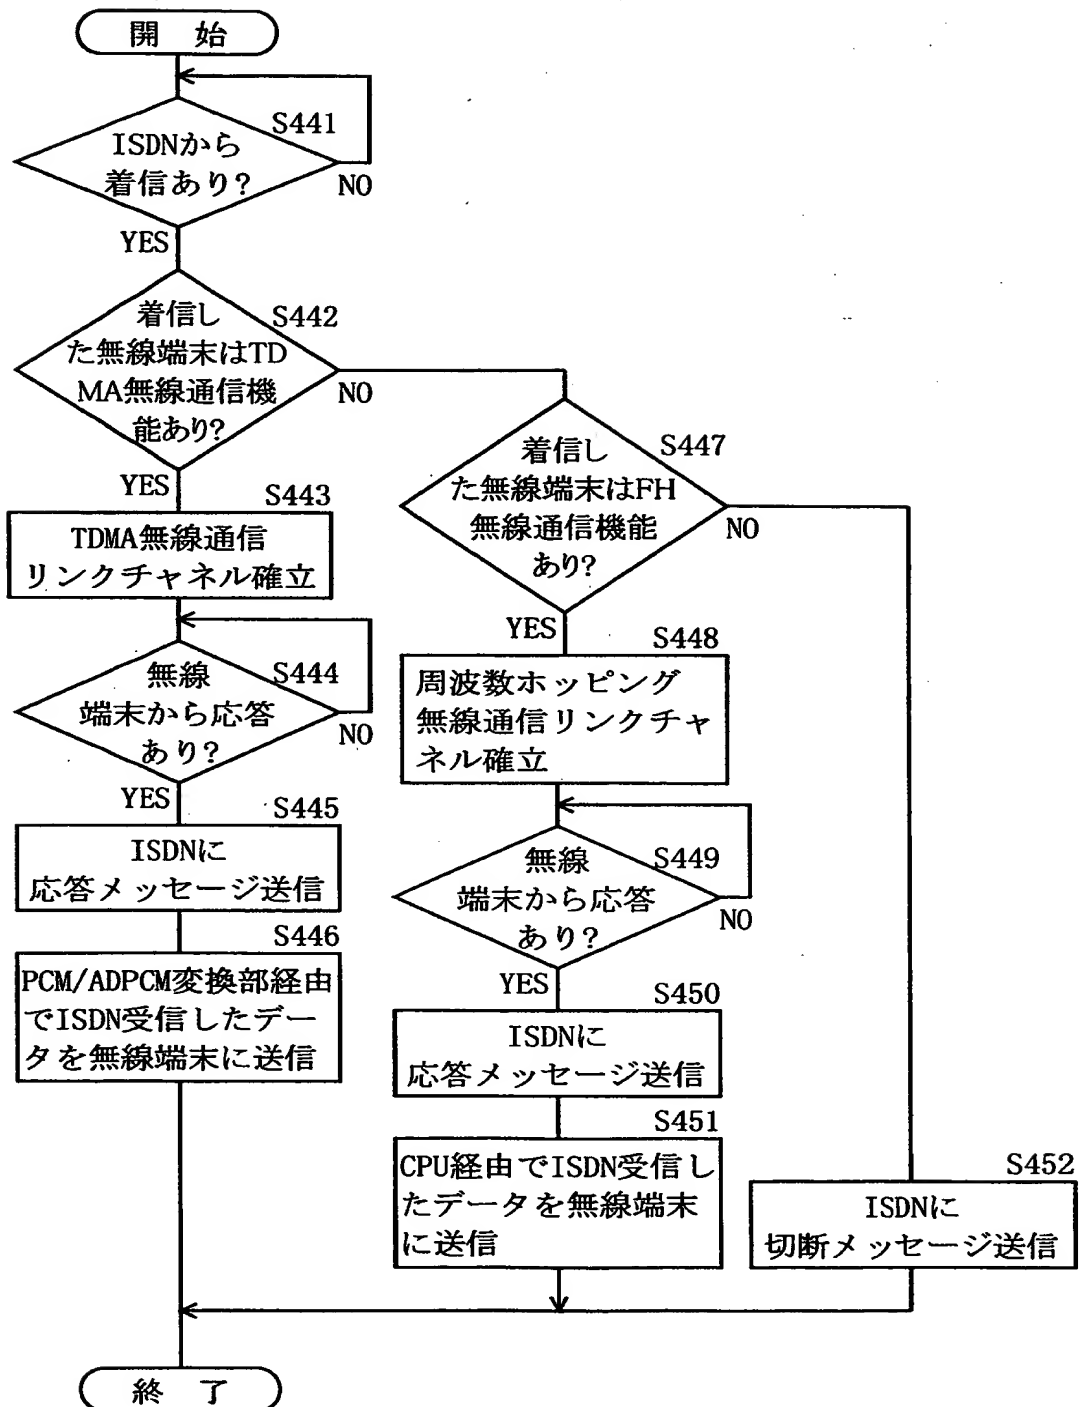 開 始
S441
ISDNから
着信あり?
NO
YES
S442
着信し
た無線端末はTD
MA無線通信機
能あり?
NO
YES
S443
TDMA無線通信
リンクチャネル確立
S444
無線
端末から応答
あり?
NO
YES
S445
ISDNに
応答メッセージ送信
S446
PCM/ADPCM変換部経由
でISDN受信したデー
タを無線端末に送信
S447
着信し
た無線端末はFH
無線通信機能
あり?
NO
YES
S448
周波数ホッピング
無線通信リンクチャ
ネル確立
S449
無線
端末から応答
あり?
NO
YES
S450
ISDNに
応答メッセージ送信
S451
CPU経由でISDN受信し
たデータを無線端末
に送信
S452
ISDNに
切断メッセージ送信
終 了